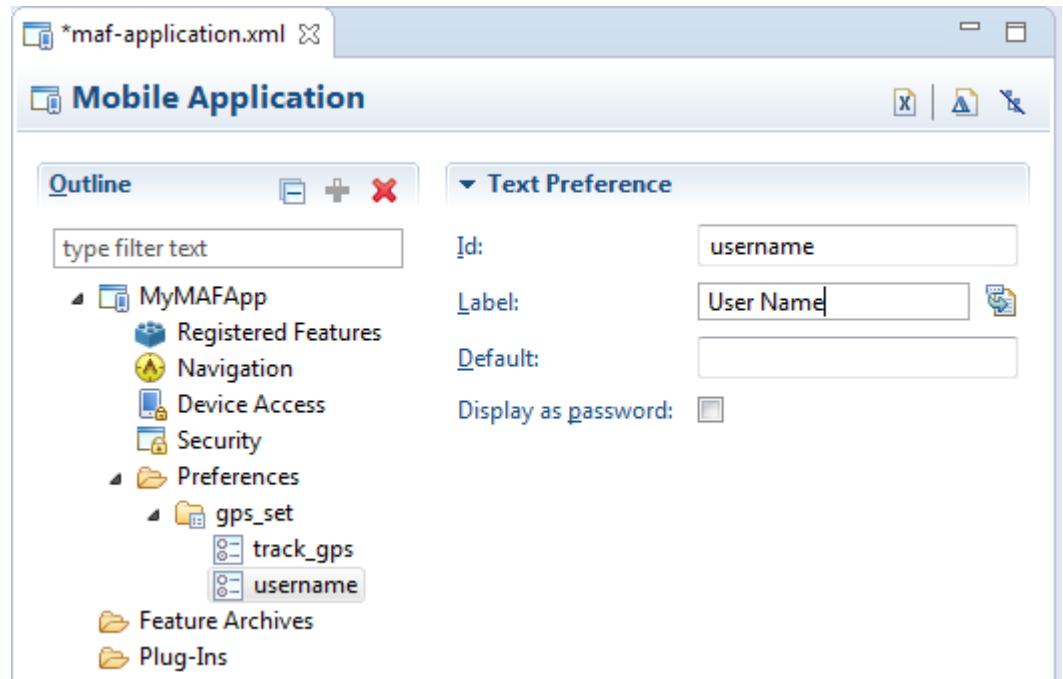 *maf-application.xml
Mobile Application
Outline
type filter text
MyMAFApp
Registered Features
Navigation
Device Access
Security
Preferences
gps_set
track_gps
username
Feature Archives
Plug-Ins
Text Preference
Id: username
Label: User Name
Default:
Display as password: